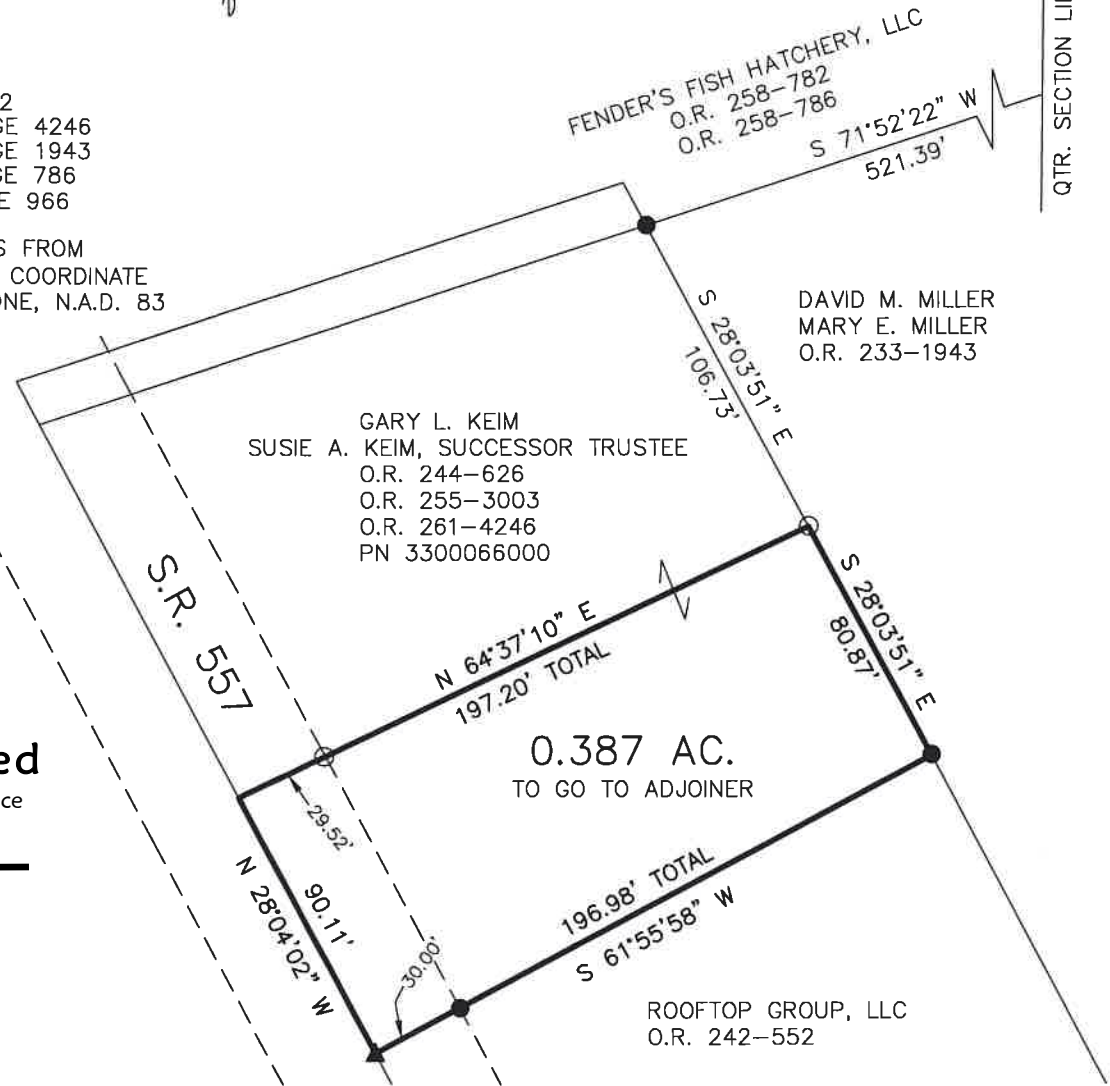 2
GE 4246
GE 1943
GE 786
E 966
S FROM
COORDINATE
ONE, N.A.D. 83
FENDER'S FISH HATCHERY, LLC
O.R. 258-782
O.R. 258-786
S 71°52'22" W
521.39'
QTR. SECTION LI
DAVID M. MILLER
MARY E. MILLER
O.R. 233-1943
S 28°03'51" E
106.73'
GARY L. KEIM
SUSIE A. KEIM, SUCCESSOR TRUSTEE
O.R. 244-626
O.R. 255-3003
O.R. 261-4246
PN 3300066000
S.R. 557
N 64°37'10" E
197.20' TOTAL
S 28°03'51" E
80.87'
0.387 AC.
TO GO TO ADJOINER
ed
ce
29.52'
N 28°04'02" W
90.11'
30.00'
196.98' TOTAL
S 61°55'58" W
ROOFTOP GROUP, LLC
O.R. 242-552